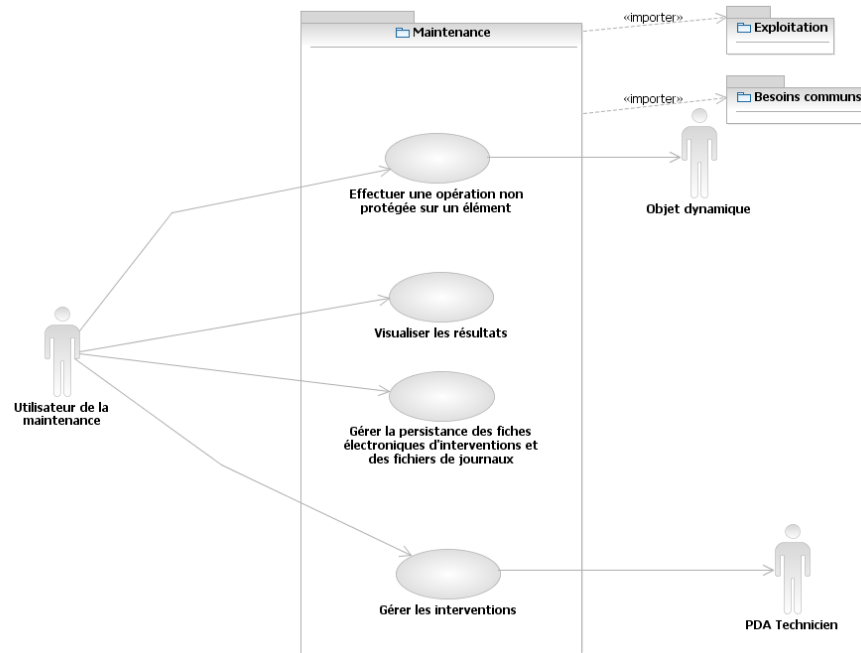 Maintenance
«importer»
Exploitation
«importer»
Besoins communs
Effectuer une opération non
protégée sur un élément
Objet dynamique
Visualiser les résultats
Utilisateur de la
maintenance
Gérer la persistance des fiches
électroniques d'interventions et
des fichiers de journaux
Gérer les interventions
PDA Technicien